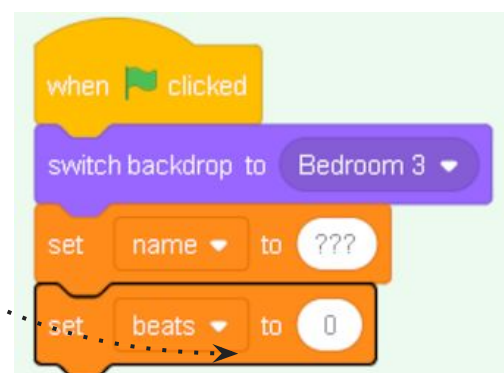 when clicked
switch backdrop to Bedroom 3
set name to ???
set beats to 0